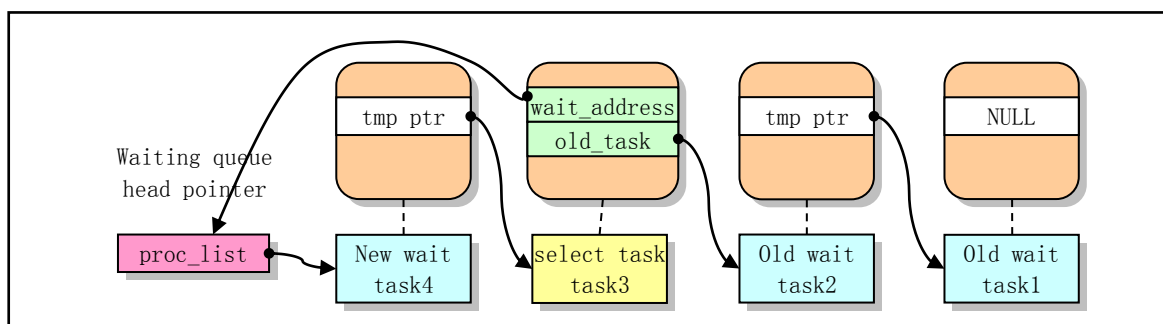 tmp ptr
wait_address
old_task
tmp ptr
NULL
Waiting queue
head pointer
proc_list
New wait
task4
select task
task3
Old wait
task2
Old wait
task1